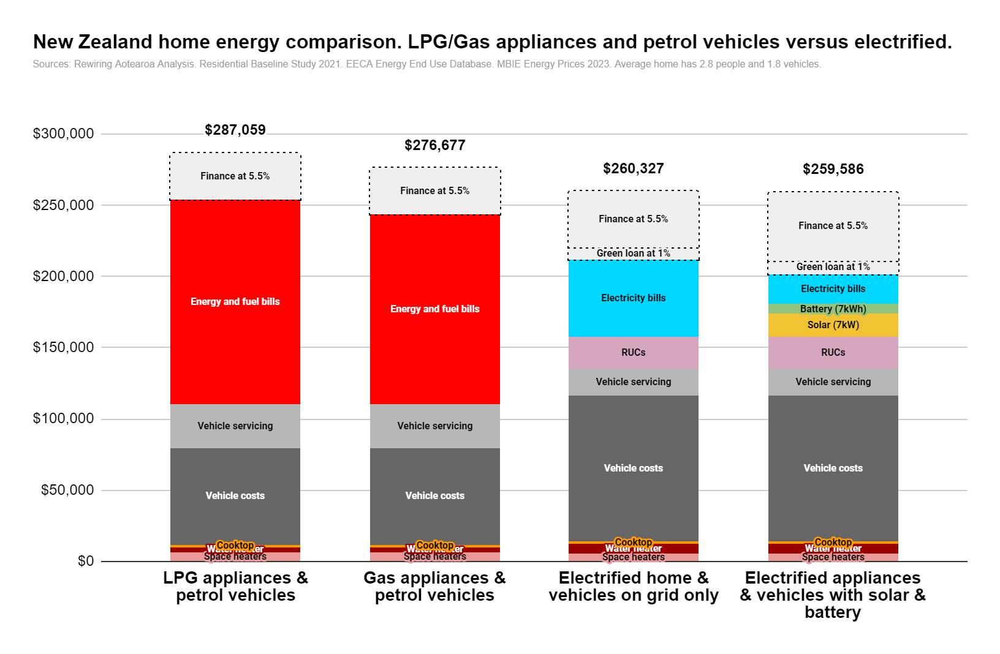 New Zealand home energy comparison. LPG/Gas appliances and petrol vehicles versus electrified.
Sources: Rewiring Aotearoa Analysis. Residential Baseline Study 2021. EECA Energy End Use Database. MBIE Energy Prices 2023. Average home has 2.8 people and 1.8 vehicles.
$300,000
$250,000
$200,000
$150,000
$100,000
$50,000
$0
$287,059
Finance at 5.5%
Energy and fuel bills
Vehicle servicing
Vehicle costs
Cooktop
Water heater
Space heaters
LPG appliances &
petrol vehicles
$276,677
Finance at 5.5%
Energy and fuel bills
Vehicle servicing
Vehicle costs
Cooktop
Water heater
Space heaters
Gas appliances &
petrol vehicles
$260,327
Finance at 5.5%
Green loan at 1%
Electricity bills
RUCs
Vehicle servicing
Vehicle costs
Cooktop
Water heater
Space heaters
Electrified home &
vehicles on grid only
$259,586
Finance at 5.5%
Green loan at 1%
Electricity bills
Battery (7kWh)
Solar (7kW)
RUCs
Vehicle servicing
Vehicle costs
Cooktop
Water heater
Space heaters
Electrified appliances
& vehicles with solar &
battery